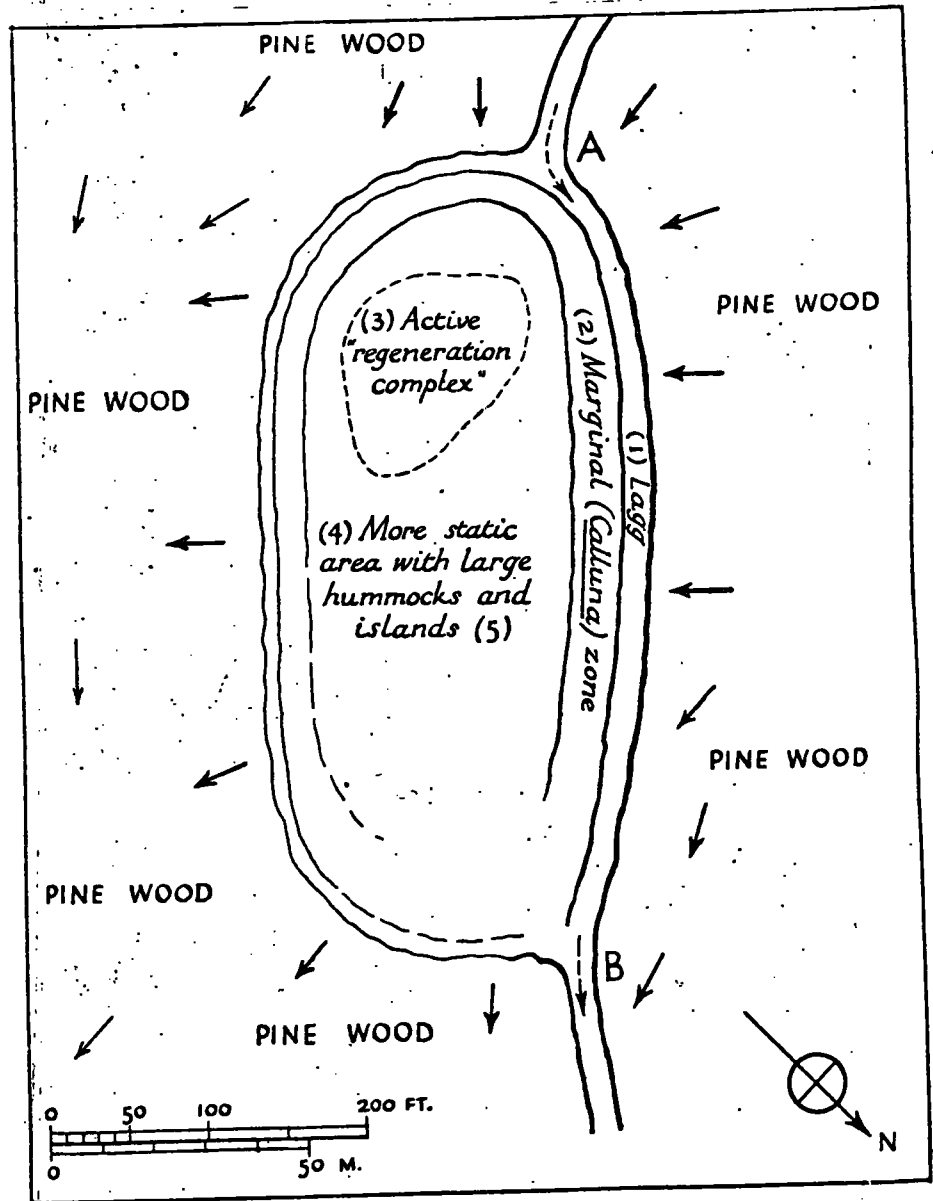 PINE WOOD
A
PINE WOOD
(3) Active
"regeneration
complex"
(2) Marginal (Calluna) zone
PINE WOOD
(1) Lagg
(4) More static
area with large
hummocks and
islands (5)
PINE WOOD
PINE WOOD
B
PINE WOOD
0 50 100 200 FT.
0 50 M.
N